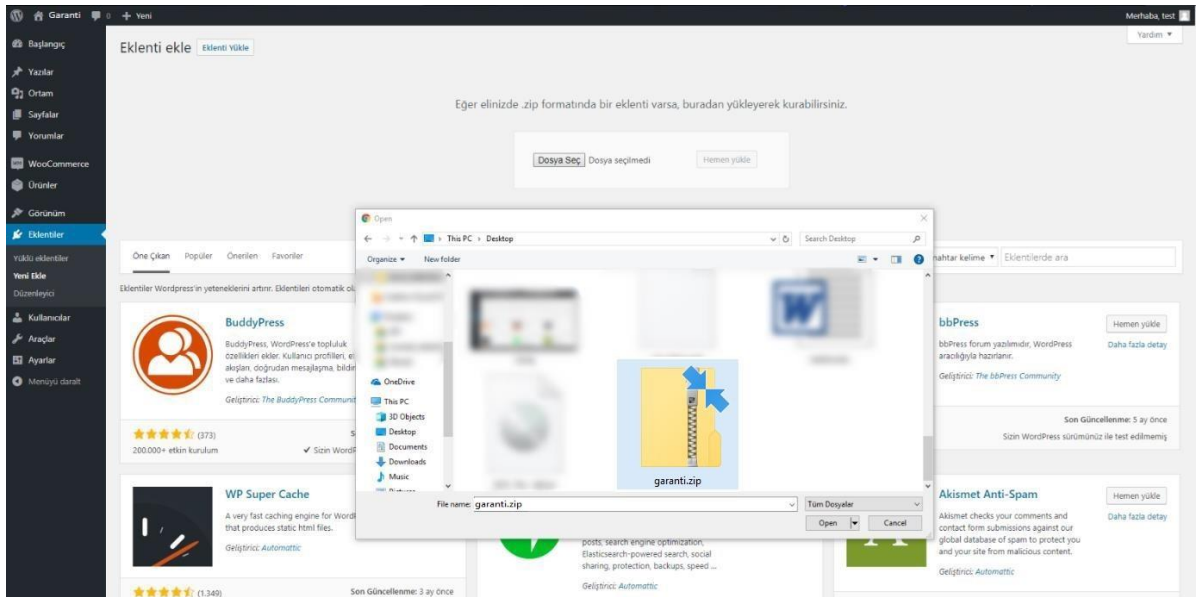 Garanti 0 + Yeni
Merhaba, test
Başlangıç
Yazılar
Ortam
Sayfalar
Yorumlar
WooCommerce
Ürünler
Görünüm
Eklentiler
Yüklü eklentiler
Yeni Ekle
Düzenleyici
Kullanıcılar
Araçlar
Ayarlar
Menüyü daralt
Yardım ▼
Eklenti ekle Eklenti Yükle
Eğer elinizde .zip formatında bir eklenti varsa, buradan yükleyerek kurabilirsiniz.
Dosya Seç Dosya seçilmedi Hemen yükle
Öne Çıkan Popüler Önerilen Favoriler
nahtar kelime ▼ Eklentilerde ara
Eklentiler Wordpress'in yeteneklerini artırır. Eklentileri otomatik ol
Open
This PC › Desktop
Search Desktop
Organize ▼ New folder
OneDrive
This PC
3D Objects
Desktop
Documents
Downloads
Music
garanti.zip
File name: garanti.zip
Tüm Dosyalar
Open Cancel
BuddyPress
BuddyPress, WordPress'e topluluk
özellikleri ekler. Kullanıcı profilleri, e
akışları, doğrudan mesajlaşma, bildir
ve daha fazlası.
Geliştirici: The BuddyPress Communit
(373)
200.000+ etkin kurulum
Sizin WordP
bbPress
Hemen yükle
bbPress forum yazılımıdır, WordPress
aracılığıyla hazırlanır.
Daha fazla detay
Geliştirici: The bbPress Community
Son Güncellenme: 5 ay önce
Sizin WordPress sürümünüz ile test edilmemiş
WP Super Cache
A very fast caching engine for Word
that produces static html files.
Geliştirici: Automattic
(1.349)
Son Güncellenme: 3 ay önce
posts, search engine optimization,
Elasticsearch-powered search, social
sharing, protection, backups, speed ...
Geliştirici: Automattic
Akismet Anti-Spam
Hemen yükle
Akismet checks your comments and
contact form submissions against our
global database of spam to protect you
and your site from malicious content.
Daha fazla detay
Geliştirici: Automattic